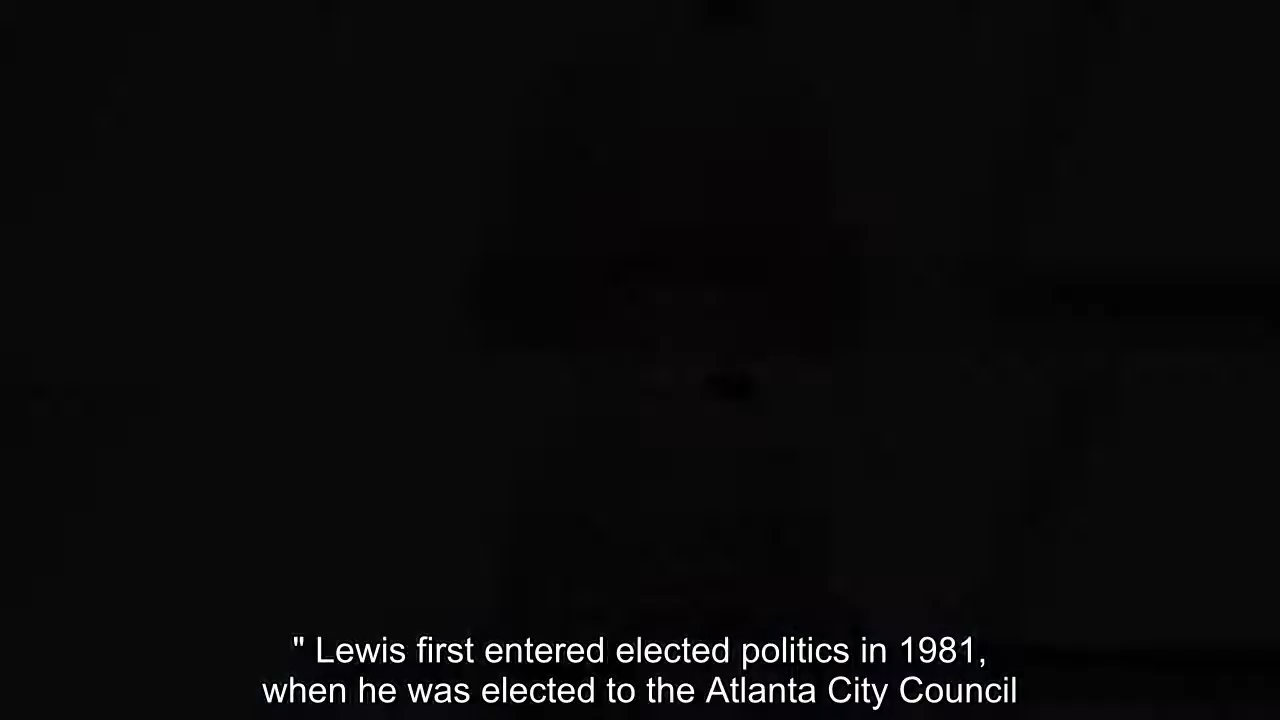 " Lewis first entered elected politics in 1981,
when he was elected to the Atlanta City Council